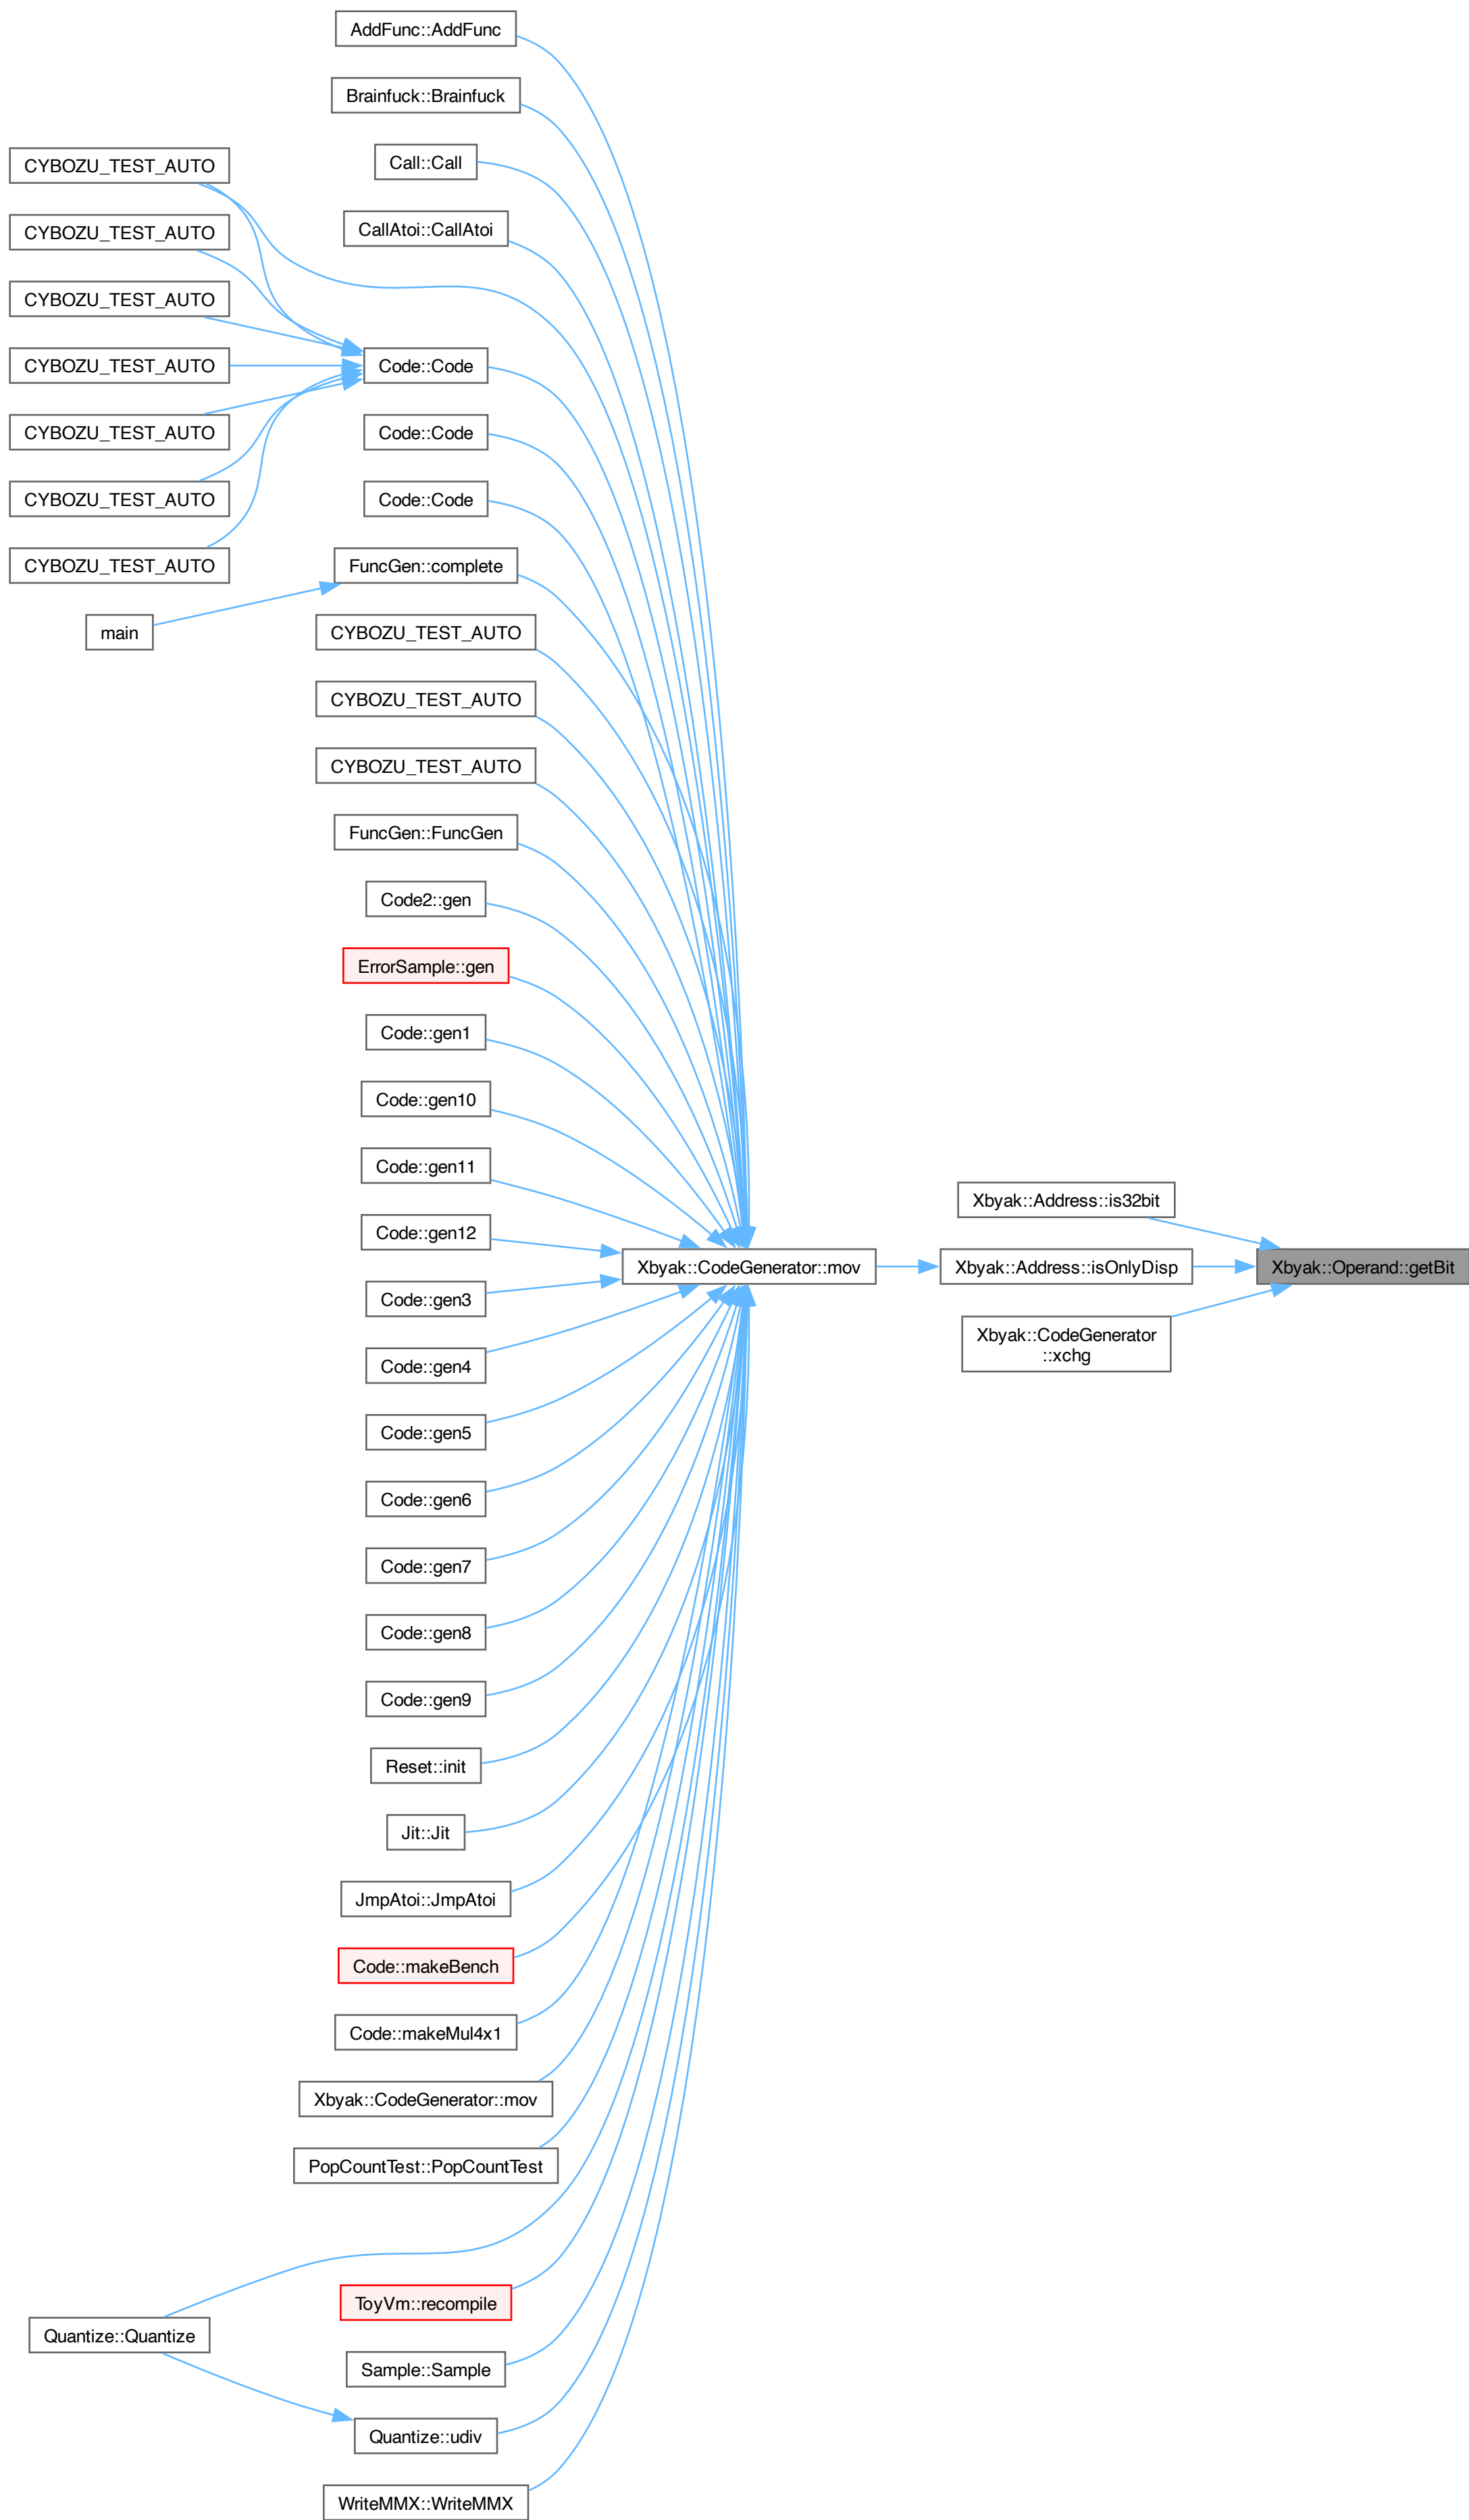 AddFunc::AddFunc
Brainfuck::Brainfuck
Call::Call
CYBOZU_TEST_AUTO
CallAtoi::CallAtoi
CYBOZU_TEST_AUTO
CYBOZU_TEST_AUTO
CYBOZU_TEST_AUTO
Code::Code
CYBOZU_TEST_AUTO
Code::Code
CYBOZU_TEST_AUTO
Code::Code
CYBOZU_TEST_AUTO
FuncGen::complete
main
CYBOZU_TEST_AUTO
CYBOZU_TEST_AUTO
CYBOZU_TEST_AUTO
FuncGen::FuncGen
Code2::gen
ErrorSample::gen
Code::gen1
Code::gen10
Code::gen11
Code::gen12
Code::gen3
Code::gen4
Code::gen5
Code::gen6
Code::gen7
Code::gen8
Code::gen9
Reset::init
Jit::Jit
JmpAtoi::JmpAtoi
Code::makeBench
Code::makeMul4x1
Xbyak::CodeGenerator::mov
PopCountTest::PopCountTest
ToyVm::recompile
Quantize::Quantize
Sample::Sample
Quantize::udiv
WriteMMX::WriteMMX
Xbyak::CodeGenerator::mov
Xbyak::Address::is32bit
Xbyak::Address::isOnlyDisp
Xbyak::CodeGenerator
::xchg
Xbyak::Operand::getBit